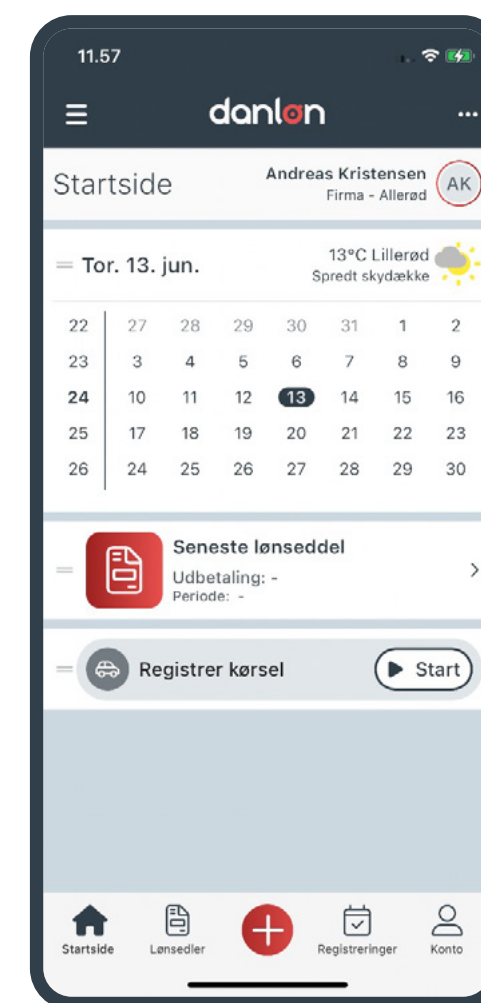 11.57
danløn
Startside
Andreas Kristensen
Firma - Allerød
AK
Tor. 13. jun.
13°C Lillerød
Spredt skydække
22 27 28 29 30 31 1 2
23 3 4 5 6 7 8 9
24 10 11 12 13 14 15 16
25 17 18 19 20 21 22 23
26 24 25 26 27 28 29 30
Seneste lønseddel
Udbetaling: -
Periode: -
Registrer kørsel
Start
Startside Lønsedler Registreringer Konto